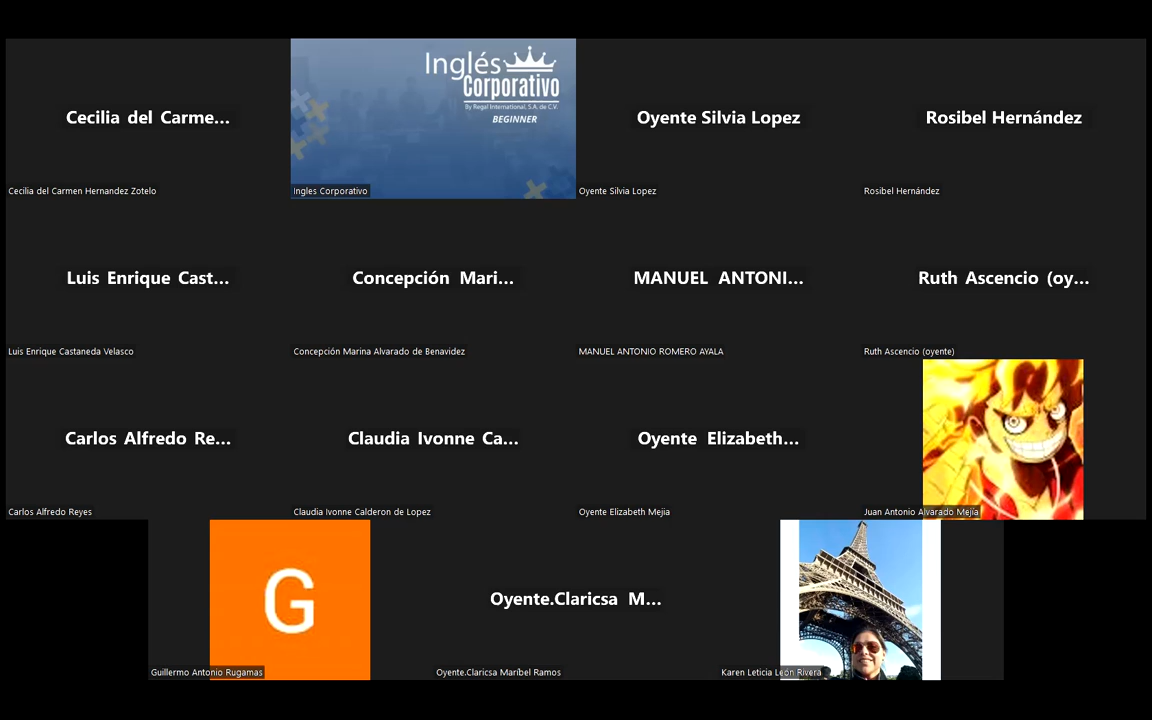 Cecilia del Carme...
Cecilia del Carmen Hernandez Zotelo
Inglés
Corporativo
By Regal International, S.A. de C.V.
BEGINNER
Ingles Corporativo
Oyente Silvia Lopez
Oyente Silvia Lopez
Rosibel Hernández
Rosibel Hernández
Luis Enrique Cast...
Luis Enrique Castaneda Velasco
Concepción Mari...
Concepción Marina Alvarado de Benavidez
MANUEL ANTONI...
MANUEL ANTONIO ROMERO AYALA
Ruth Ascencio (oy...
Ruth Ascencio (oyente)
Carlos Alfredo Re...
Carlos Alfredo Reyes
Claudia Ivonne Ca...
Claudia Ivonne Calderon de Lopez
Oyente Elizabeth...
Oyente Elizabeth Mejia
Juan Antonio Alvarado Mejía
G
Guillermo Antonio Rugamas
Oyente.Claricsa M...
Oyente.Claricsa Maribel Ramos
Karen Leticia León Rivera